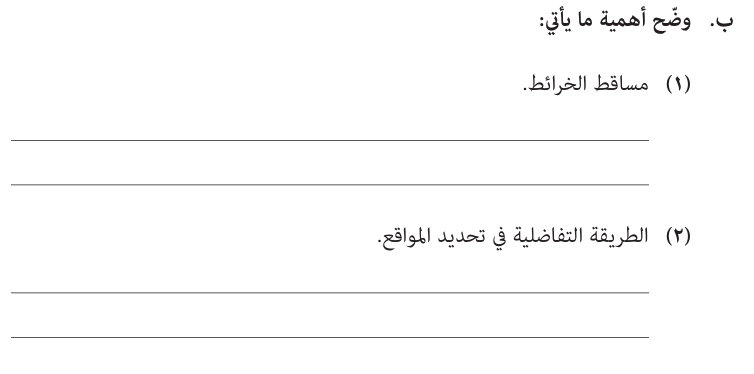 ب. وضّح أهمية ما يأتي:
(١) مساقط الخرائط.
(٢) الطريقة التفاضلية في تحديد المواقع.